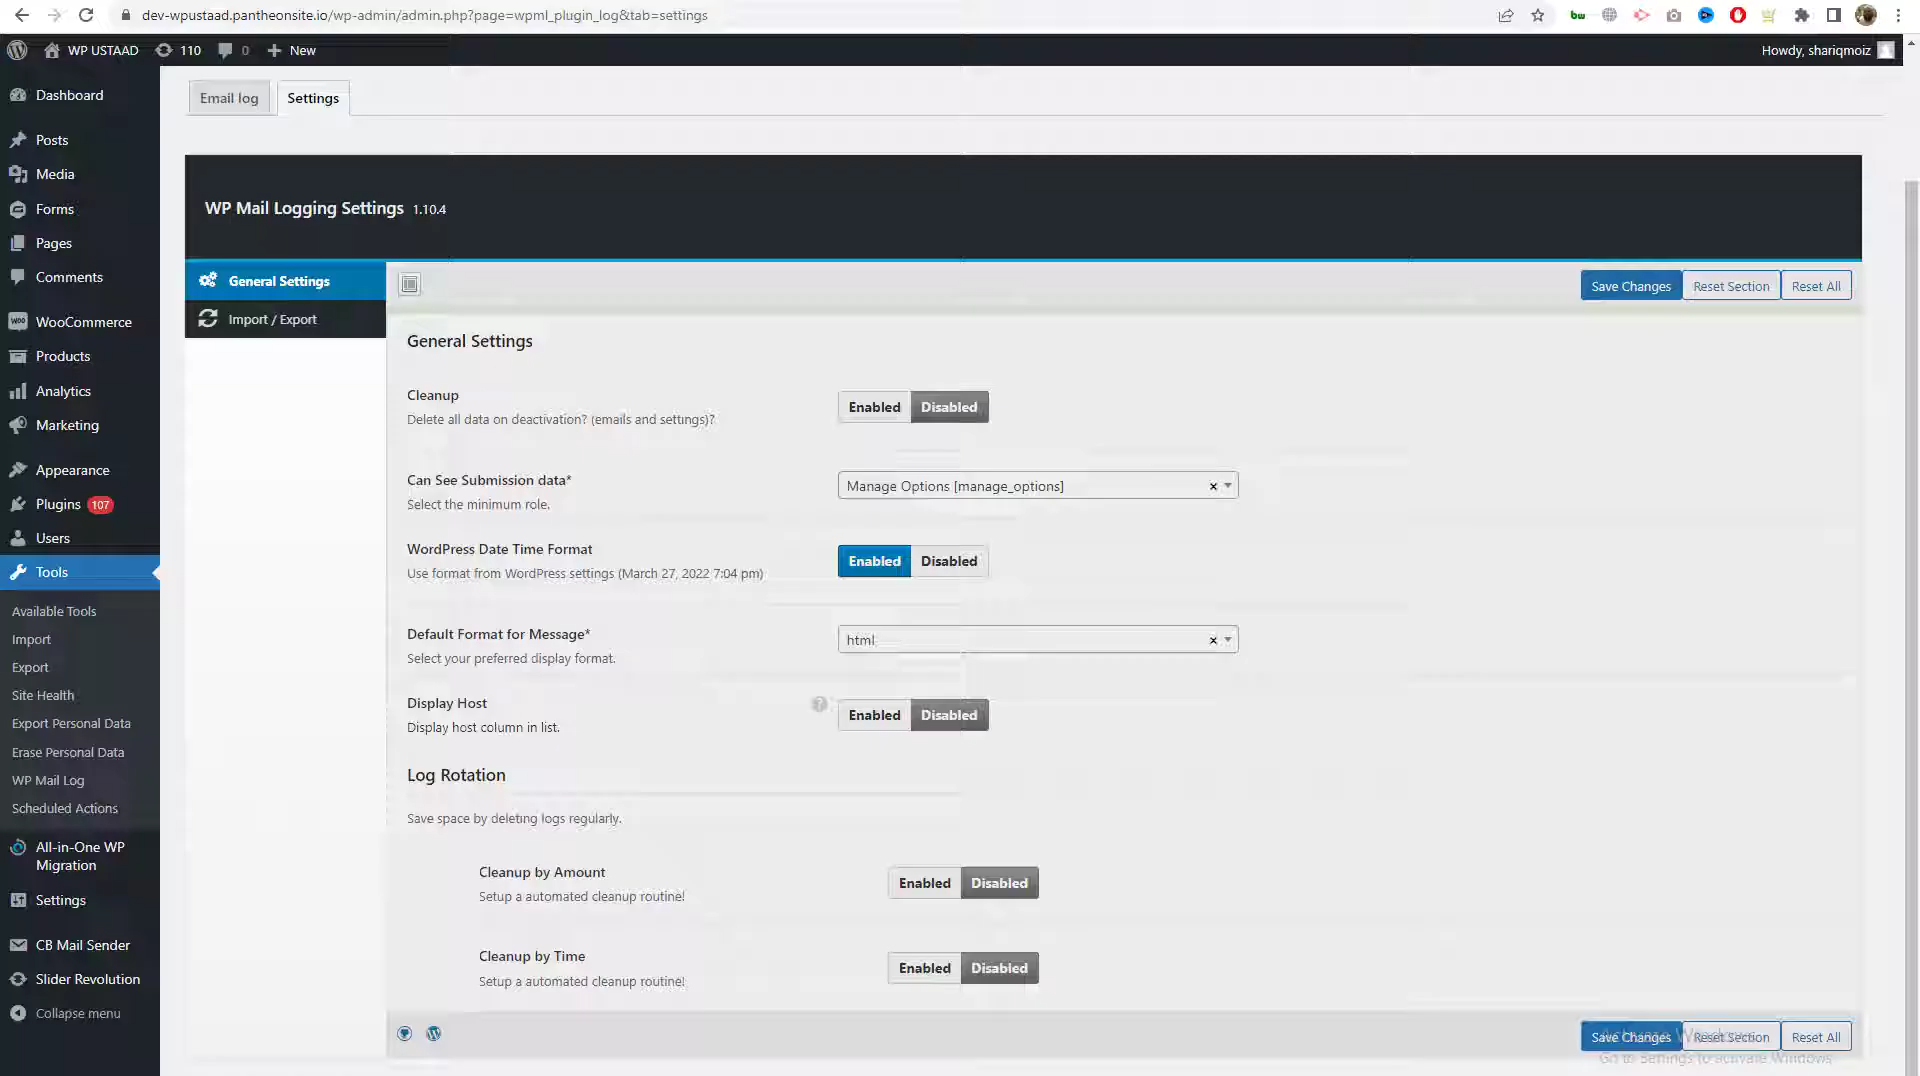 dev-wpustaad.pantheonsite.io/wp-admin/admin.php?page=wpml_plugin_log&tab=settings
WP USTAAD 110 0 New Howdy, shariqmoiz
Dashboard
Posts
Media
Forms
Pages
Comments
WooCommerce
Products
Analytics
Marketing
Appearance
Plugins 107
Users
Tools
Available Tools
Import
Export
Site Health
Export Personal Data
Erase Personal Data
WP Mail Log
Scheduled Actions
All-in-One WP
Migration
Settings
CB Mail Sender
Slider Revolution
Collapse menu
Email log Settings
WP Mail Logging Settings 1.10.4
General Settings
Import / Export
Save Changes Reset Section Reset All
General Settings
Cleanup
Delete all data on deactivation? (emails and settings)?
Enabled Disabled
Can See Submission data*
Select the minimum role.
Manage Options [manage_options]
WordPress Date Time Format
Use format from WordPress settings (March 27, 2022 7:04 pm)
Enabled Disabled
Default Format for Message*
Select your preferred display format.
html
Display Host
Display host column in list.
Enabled Disabled
Log Rotation
Save space by deleting logs regularly.
Cleanup by Amount
Setup a automated cleanup routine!
Enabled Disabled
Cleanup by Time
Setup a automated cleanup routine!
Enabled Disabled
Save Changes Reset Section Reset All
Activate Windows
Go to Settings to activate Windows.